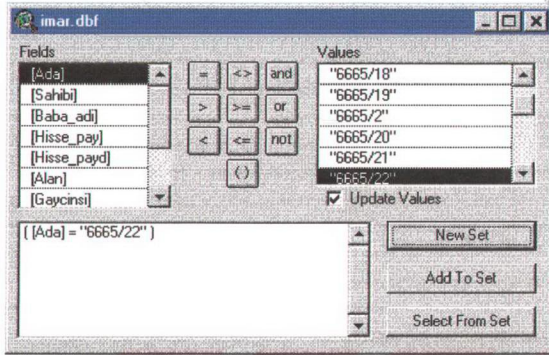 imar.dbf
Fields
Values
[Ada]
[Sahibi]
[Baba_adi]
[Hisse_pay]
[Hisse_payd]
[Alan]
[Gaycinsi]
= <> and
> >= or
< <= not
()
"6665/18"
"6665/19"
"6665/2"
"6665/20"
"6665/21"
"6665/22"
Update Values
( [Ada] = "6665/22" )
New Set
Add To Set
Select From Set